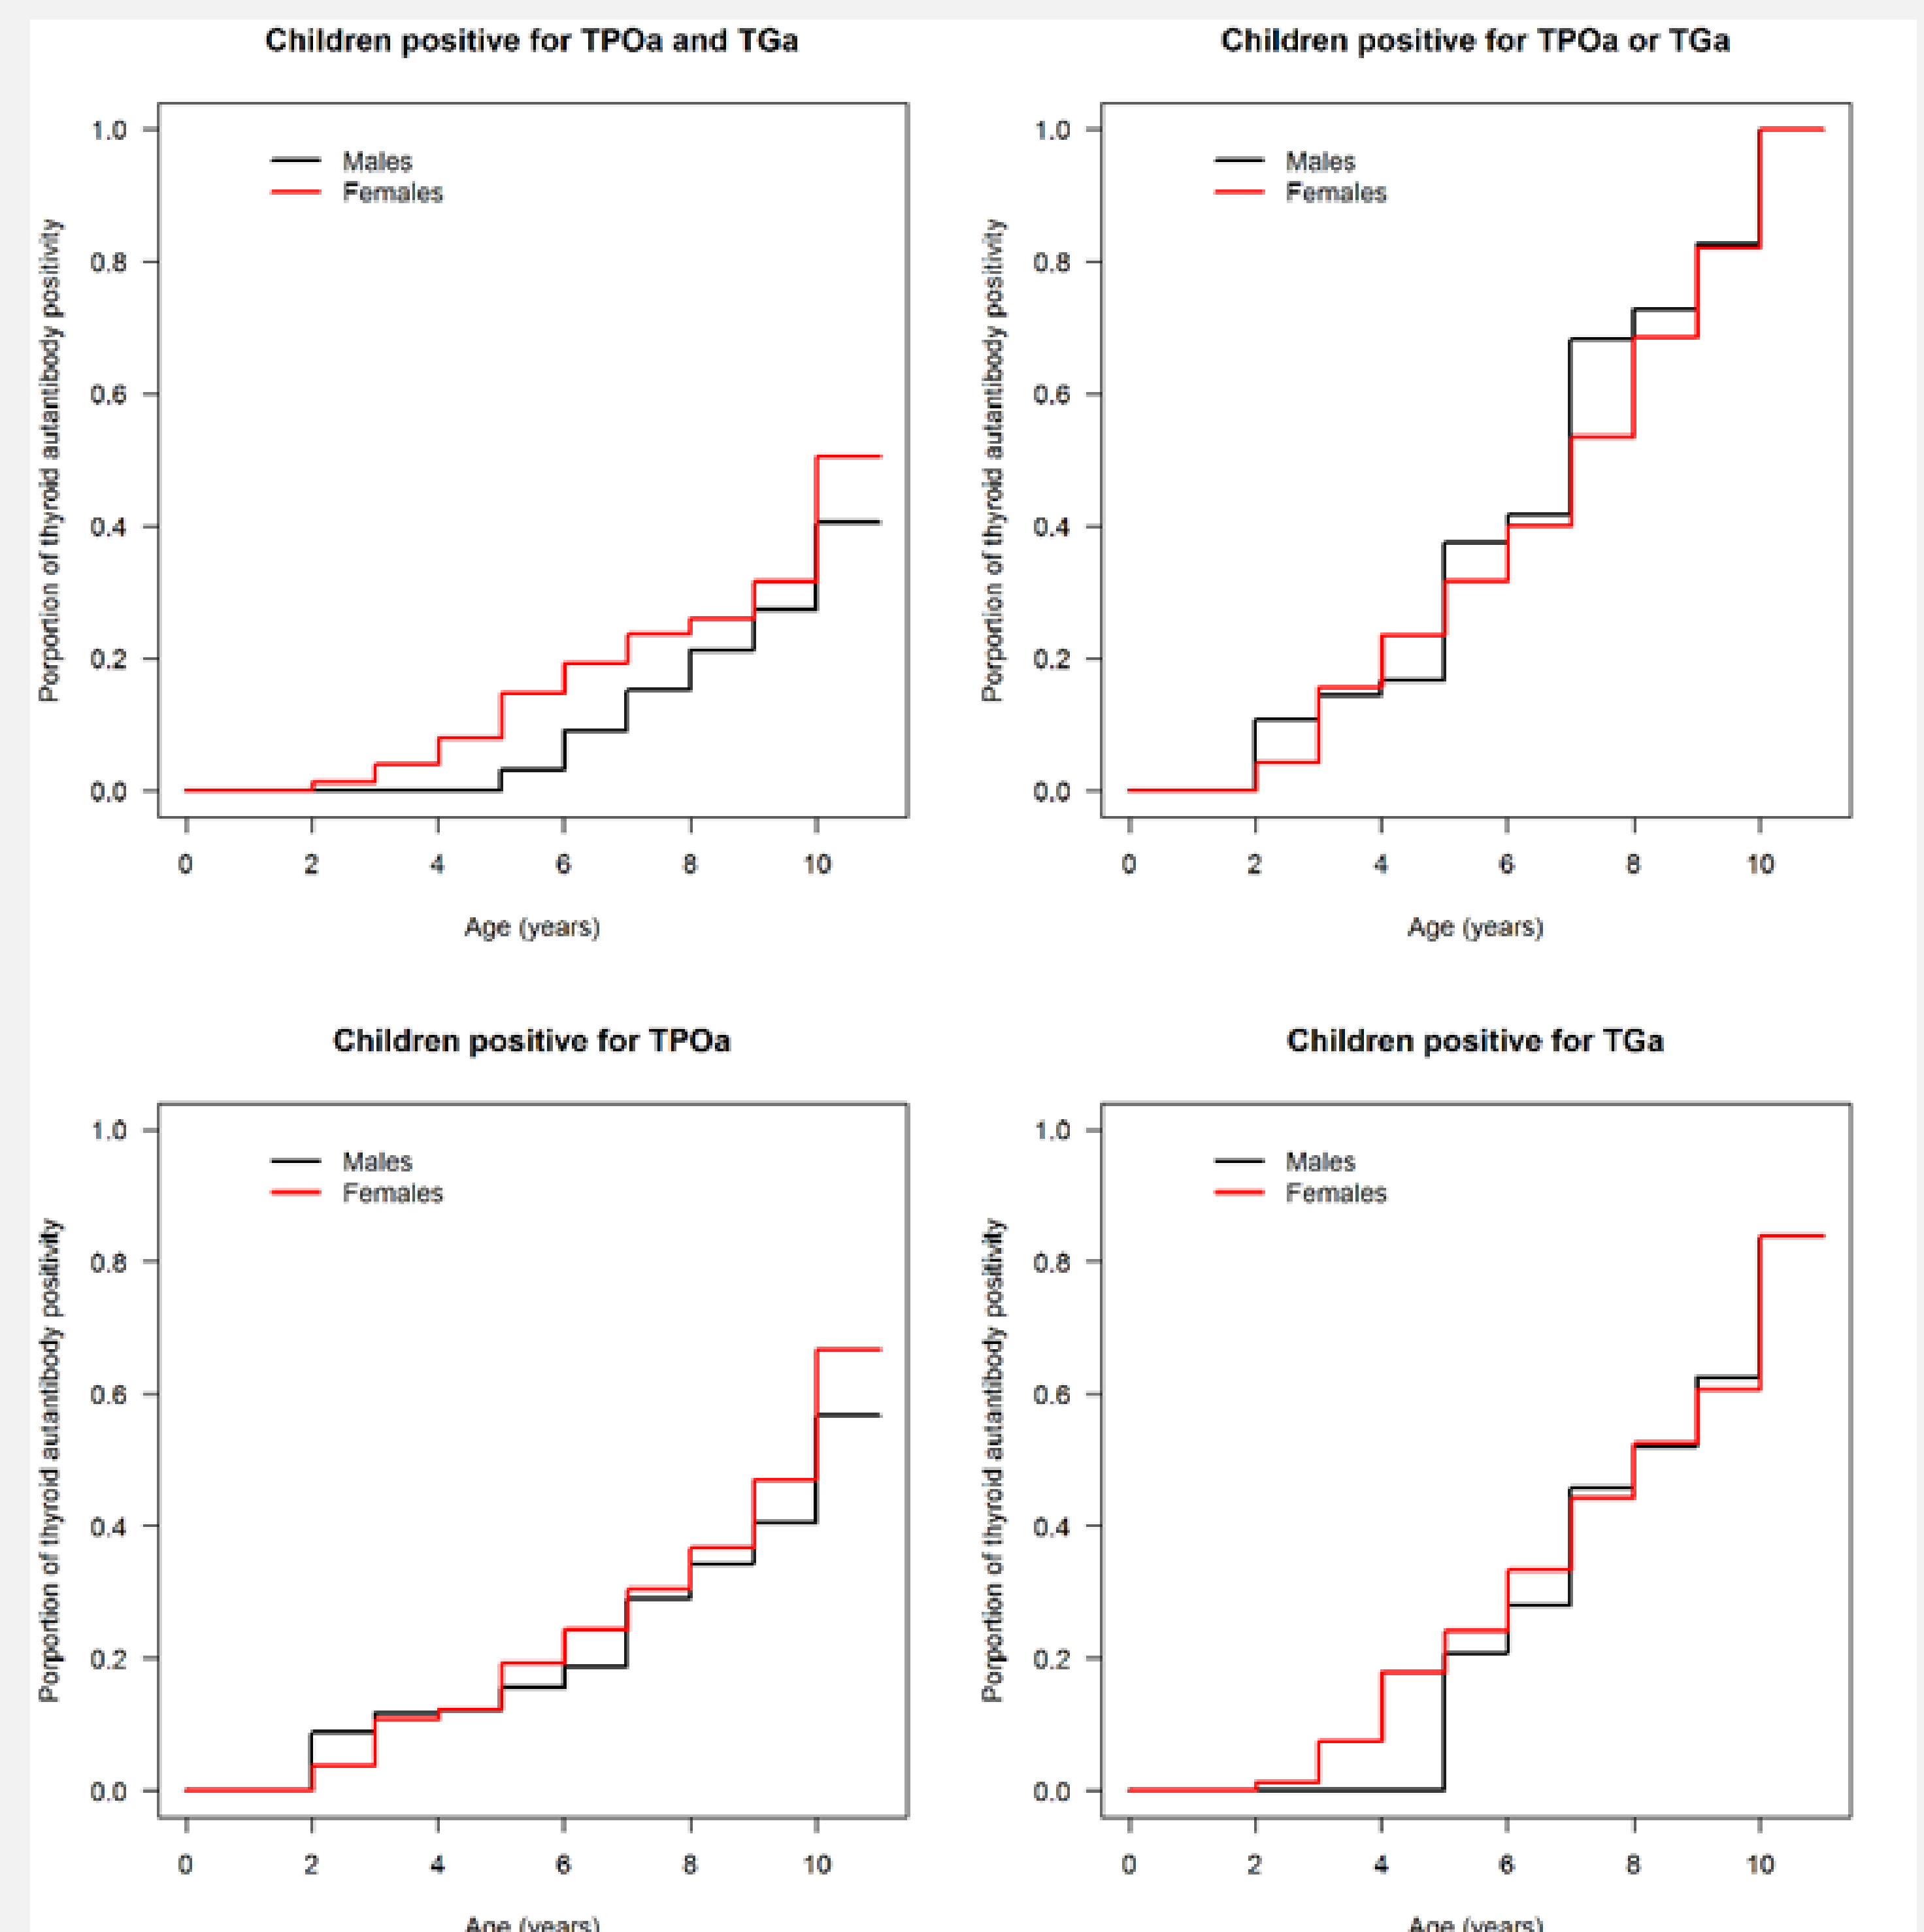 Children positive for TPOa and TGa
Porportion of thyroid autantibody positivity
1.0
0.8
0.6
0.4
0.2
0.0
Males
Females
0 2 4 6 8 10
Age (years)
Children positive for TPOa or TGa
Porportion of thyroid autantibody positivity
1.0
0.8
0.6
0.4
0.2
0.0
Males
Females
0 2 4 6 8 10
Age (years)
Children positive for TPOa
Porportion of thyroid autantibody positivity
1.0
0.8
0.6
0.4
0.2
0.0
Males
Females
0 2 4 6 8 10
Age (years)
Children positive for TGa
Porportion of thyroid autantibody positivity
1.0
0.8
0.6
0.4
0.2
0.0
Males
Females
0 2 4 6 8 10
Age (years)